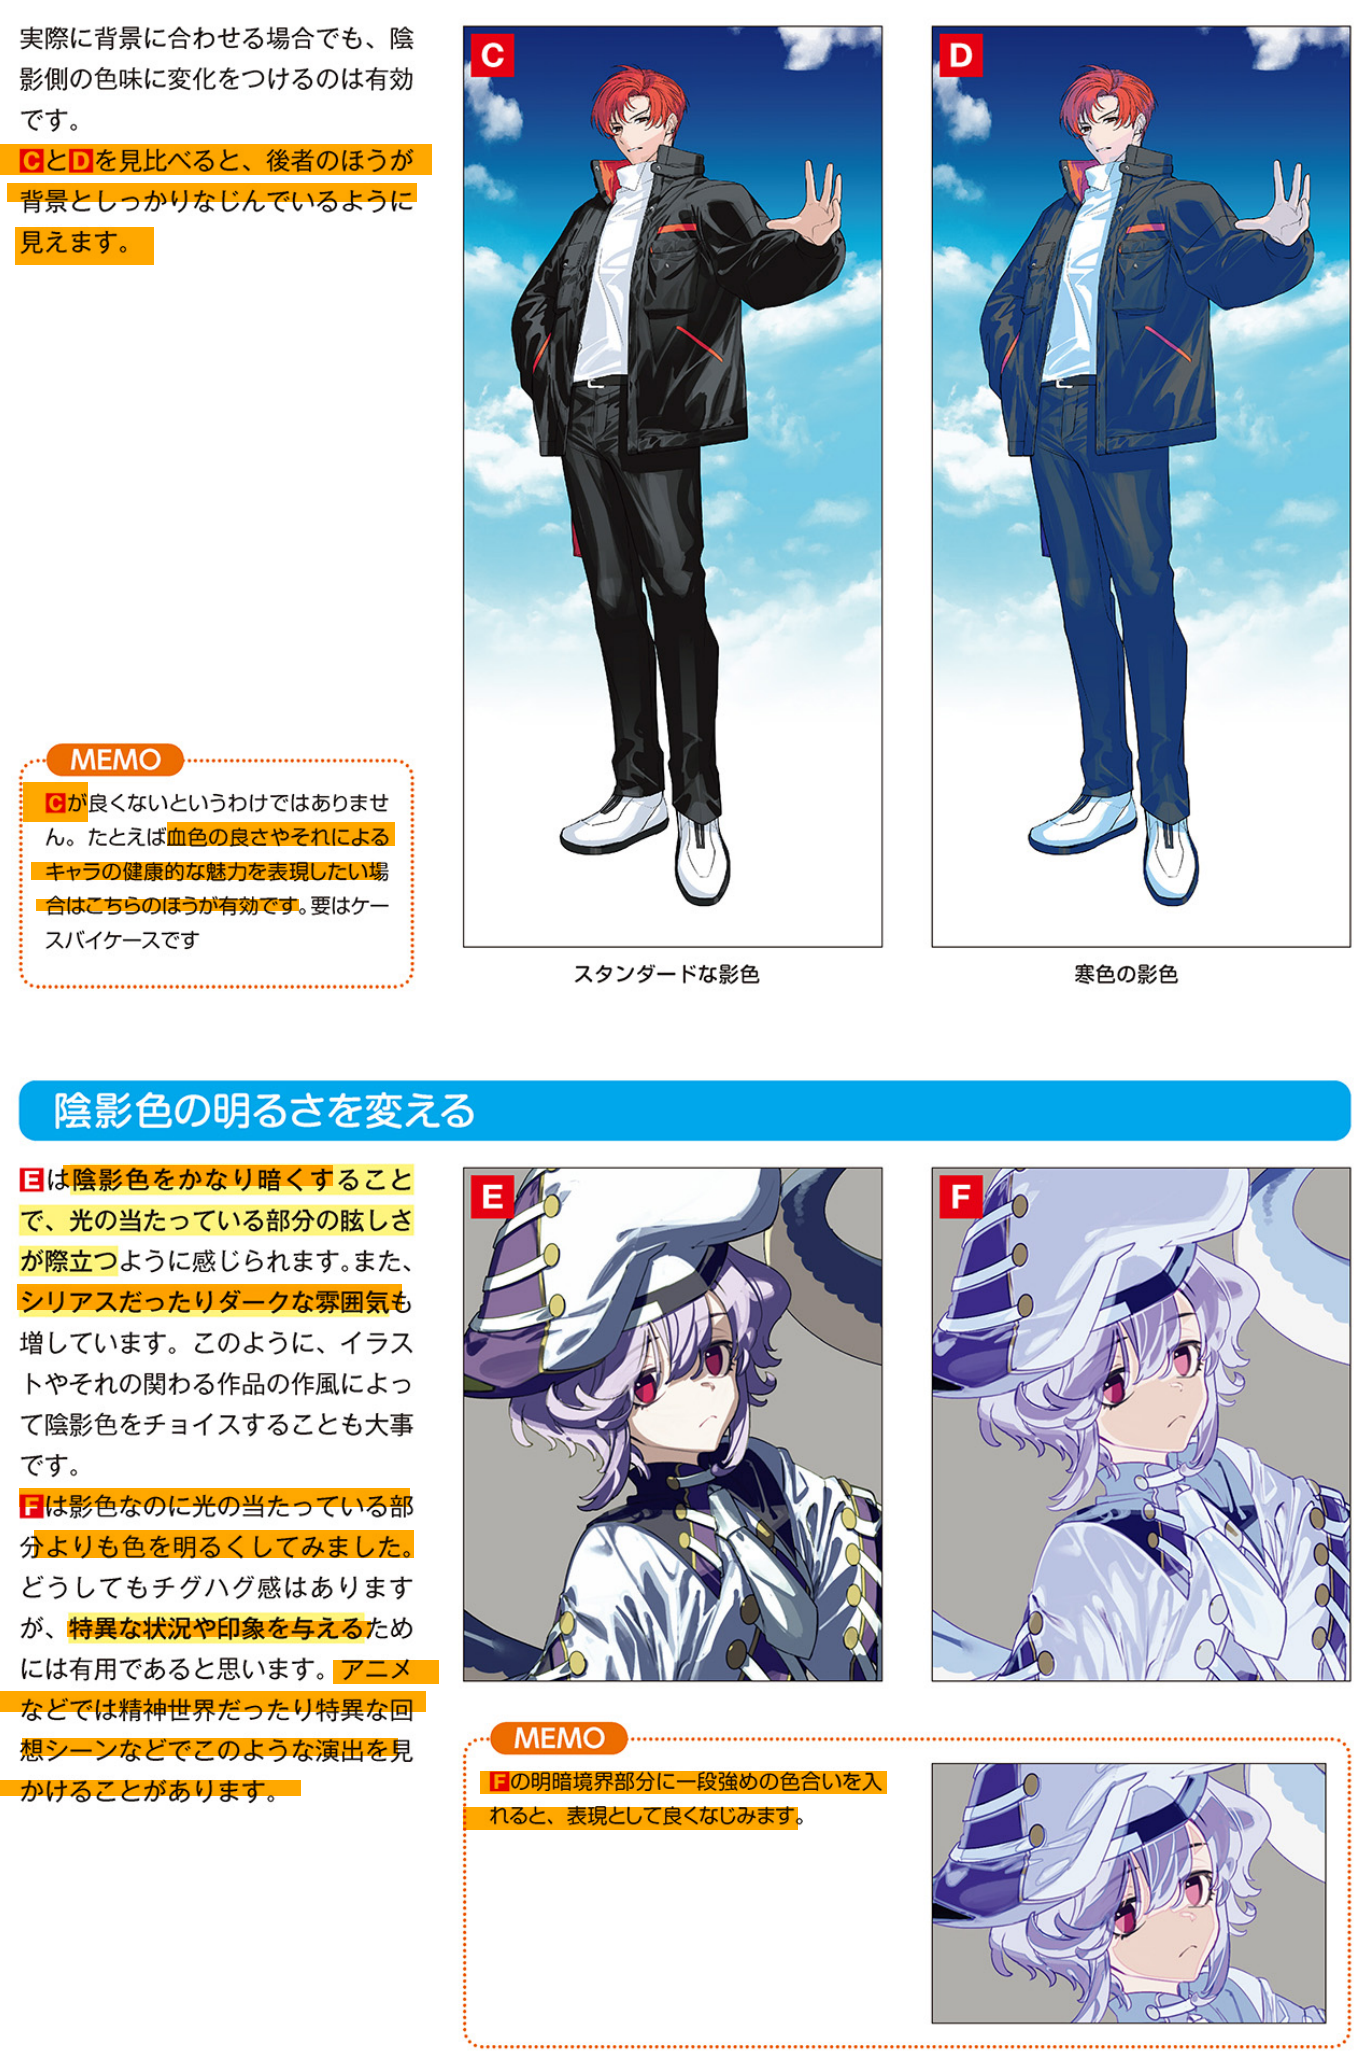 実際に背景に合わせる場合でも、陰
影側の色味に変化をつけるのは有効
です。
CとDを見比べると、後者のほうが
背景としっかりなじんでいるように
見えます。
MEMO
Cが良くないというわけではありませ
ん。たとえば血色の良さやそれによる
キャラの健康的な魅力を表現したい場
合はこちらのほうが有効です。要はケー
スバイケースです
C
スタンダードな影色
D
寒色の影色
陰影色の明るさを変える
Eは陰影色をかなり暗くすること
で、光の当たっている部分の眩しさ
が際立つように感じられます。また、
シリアスだったりダークな雰囲気も
増しています。このように、イラス
トやそれの関わる作品の作風によっ
て陰影色をチョイスすることも大事
です。
Fは影色なのに光の当たっている部
分よりも色を明るくしてみました。
どうしてもチグハグ感はあります
が、特異な状況や印象を与えるため
には有用であると思います。アニメ
などでは精神世界だったり特異な回
想シーンなどでこのような演出を見
かけることがあります。
E
F
MEMO
Fの明暗境界部分に一段強めの色合いを入
れると、表現として良くなじみます。